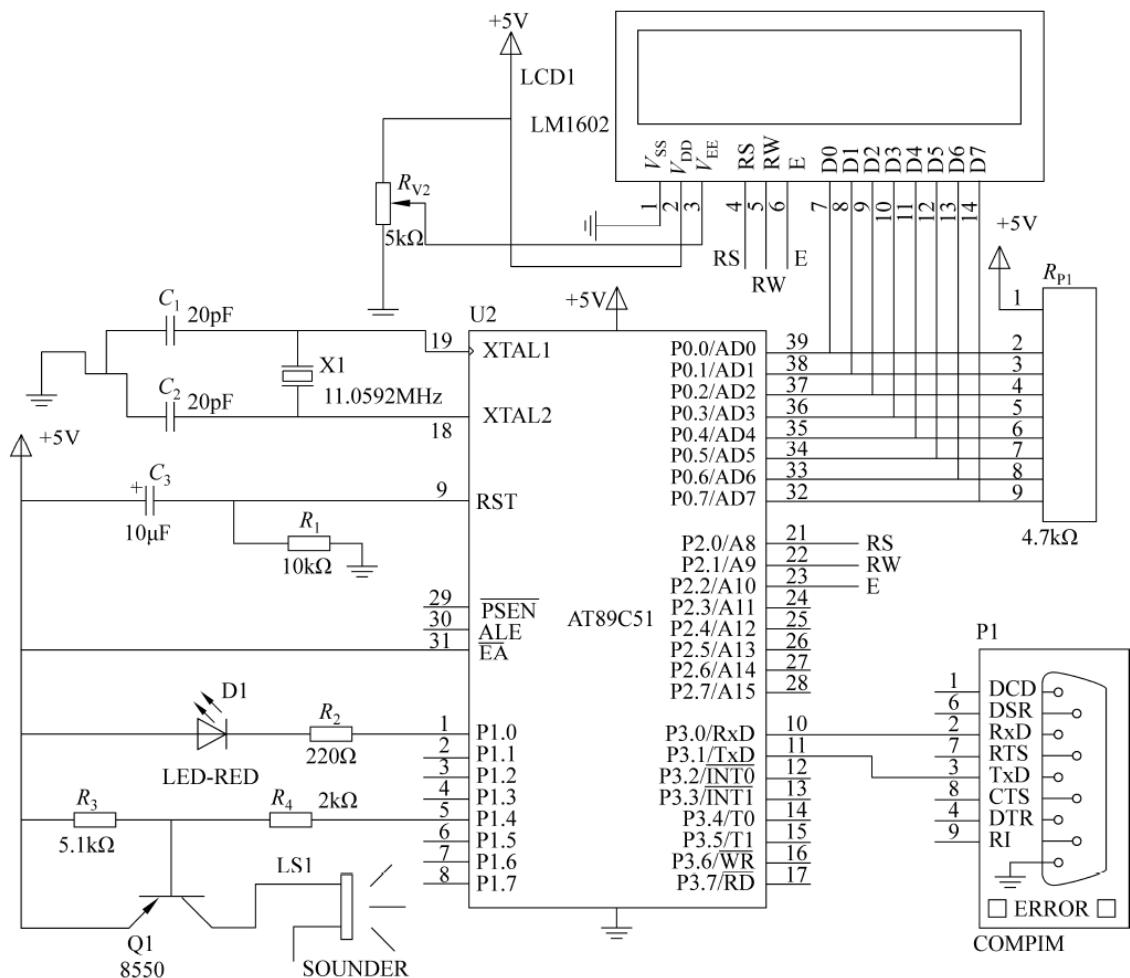 +5V
LCD1
LM1602
VSS
VDD
VEE
RS
RW
E
D0
D1
D2
D3
D4
D5
D6
D7
1
2
3
4
5
6
7
8
9
10
11
12
13
14
RS
RW
E
RV2
5kΩ
+5V
RP1
1
2
3
4
5
6
7
8
9
4.7kΩ
C1
20pF
C2
20pF
X1
11.0592MHz
+5V
C3
+
10μF
R1
10kΩ
+5V
U2
AT89C51
19 XTAL1
18 XTAL2
9 RST
29 PSEN
30 ALE
31 EA
1 P1.0
2 P1.1
3 P1.2
4 P1.3
5 P1.4
6 P1.5
7 P1.6
8 P1.7
P0.0/AD0 39
P0.1/AD1 38
P0.2/AD2 37
P0.3/AD3 36
P0.4/AD4 35
P0.5/AD5 34
P0.6/AD6 33
P0.7/AD7 32
P2.0/A8 21 RS
P2.1/A9 22 RW
P2.2/A10 23 E
P2.3/A11 24
P2.4/A12 25
P2.5/A13 26
P2.6/A14 27
P2.7/A15 28
P3.0/RxD 10
P3.1/TxD 11
P3.2/INT0 12
P3.3/INT1 13
P3.4/T0 14
P3.5/T1 15
P3.6/WR 16
P3.7/RD 17
D1
LED-RED
R2
220Ω
R3
5.1kΩ
R4
2kΩ
Q1
8550
LS1
SOUNDER
P1
1 DCD
6 DSR
2 RxD
7 RTS
3 TxD
8 CTS
4 DTR
9 RI
ERROR
COMPIM